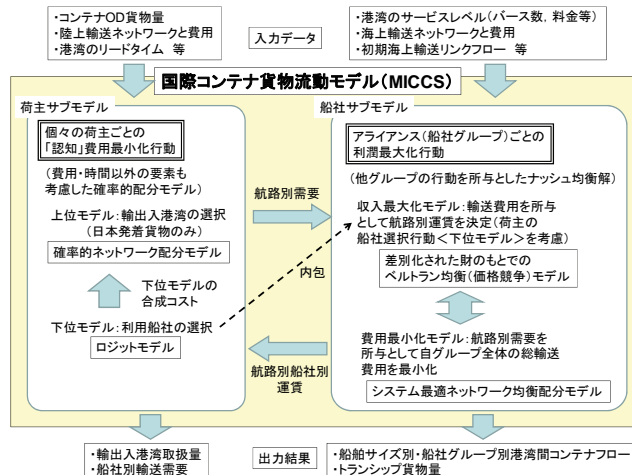 ・コンテナOD貨物量
・陸上輸送ネットワークと費用
・港湾のリードタイム 等
入力データ
・港湾のサービスレベル(バース数, 料金等)
・海上輸送ネットワークと費用
・初期海上輸送リンクフロー 等
国際コンテナ貨物流動モデル(MICCS)
荷主サブモデル
個々の荷主ごとの
「認知」費用最小化行動
(費用・時間以外の要素も
考慮した確率的配分モデル)
上位モデル:輸出入港湾の選択
(日本発着貨物のみ)
確率的ネットワーク配分モデル
下位モデルの
合成コスト
下位モデル:利用船社の選択
ロジットモデル
航路別需要
内包
航路別船社別
運賃
船社サブモデル
アライアンス(船社グループ)ごとの
利潤最大化行動
(他グループの行動を所与としたナッシュ均衡解)
収入最大化モデル:輸送費用を所与
として航路別運賃を決定(荷主の
船社選択行動<下位モデル>を考慮)
差別化された財のもとでの
ベルトラン均衡(価格競争)モデル
費用最小化モデル:航路別需要を
所与として自グループ全体の総輸送
費用を最小化
システム最適ネットワーク均衡配分モデル
・輸出入港湾取扱量
・船社別輸送需要
出力結果
・船舶サイズ別・船社グループ別港湾間コンテナフロー
・トランシップ貨物量